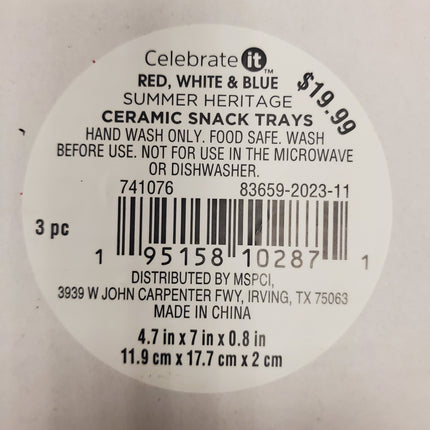 Celebrate it™
RED, WHITE & BLUE
$19.99
SUMMER HERITAGE
CERAMIC SNACK TRAYS
HAND WASH ONLY. FOOD SAFE. WASH
BEFORE USE. NOT FOR USE IN THE MICROWAVE
OR DISHWASHER.
741076 83659-2023-11
3 pc
1 95158 10287 1
DISTRIBUTED BY MSPCI,
3939 W JOHN CARPENTER FWY, IRVING, TX 75063
MADE IN CHINA
4.7 in x 7 in x 0.8 in
11.9 cm x 17.7 cm x 2 cm